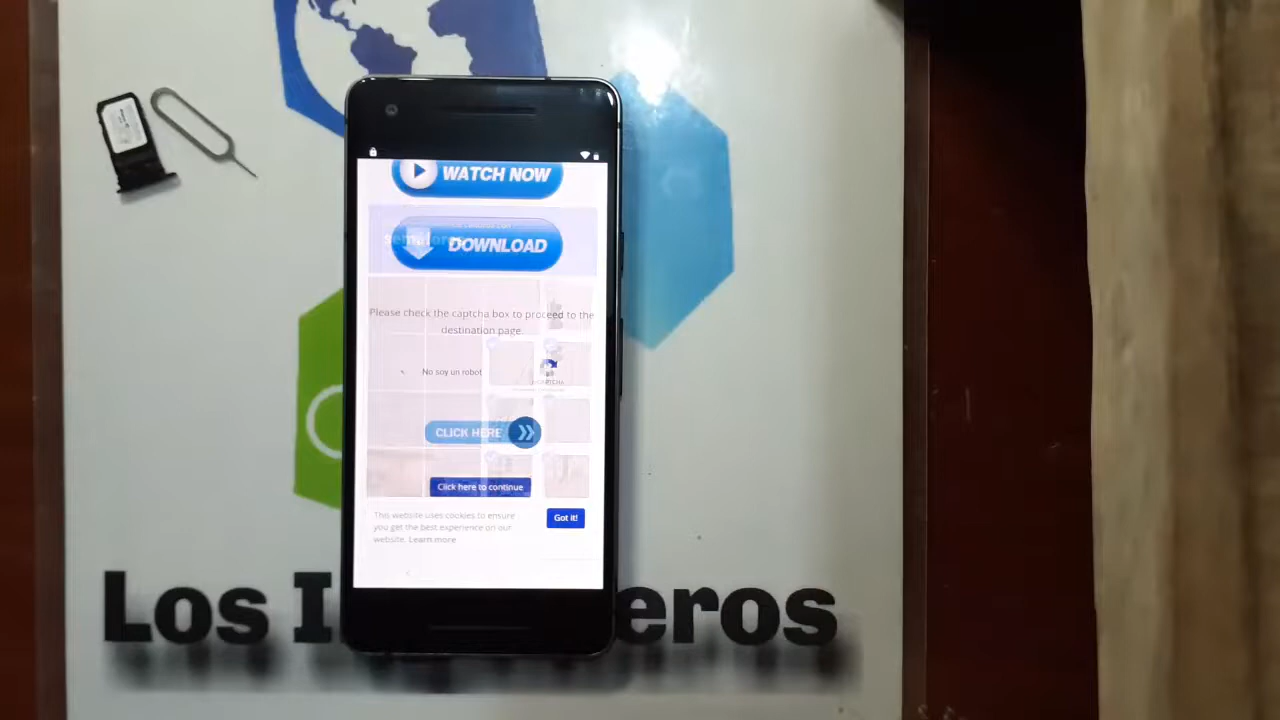 WATCH NOW
DOWNLOAD
Please check the captcha box to proceed to the
destination page.
No soy un robot
CLICK HERE
Click here to continue
This website uses cookies to ensure
you get the best experience on our
website. Learn more
Got it!
Los I
eros